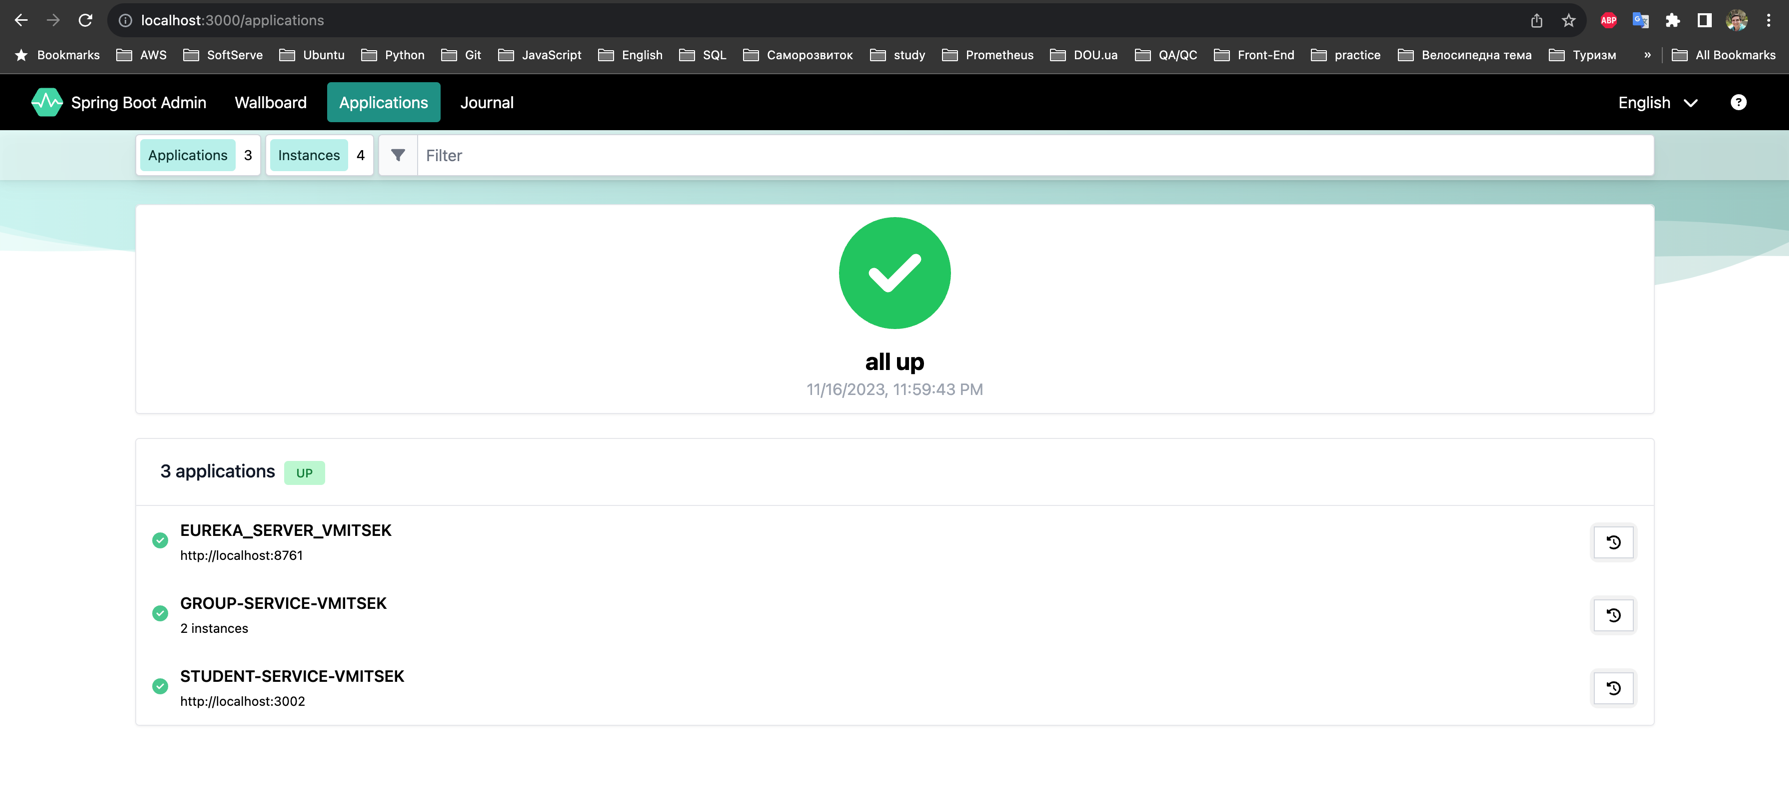 localhost:3000/applications
ABP
Bookmarks AWS SoftServe Ubuntu Python Git JavaScript English SQL Саморозвиток study Prometheus DOU.ua QA/QC Front-End practice Велосипедна тема Туризм » All Bookmarks
Spring Boot Admin Wallboard Applications Journal English ?
Applications 3 Instances 4 Filter
all up
11/16/2023, 11:59:43 PM
3 applications UP
EUREKA_SERVER_VMITSEK
http://localhost:8761
GROUP-SERVICE-VMITSEK
2 instances
STUDENT-SERVICE-VMITSEK
http://localhost:3002